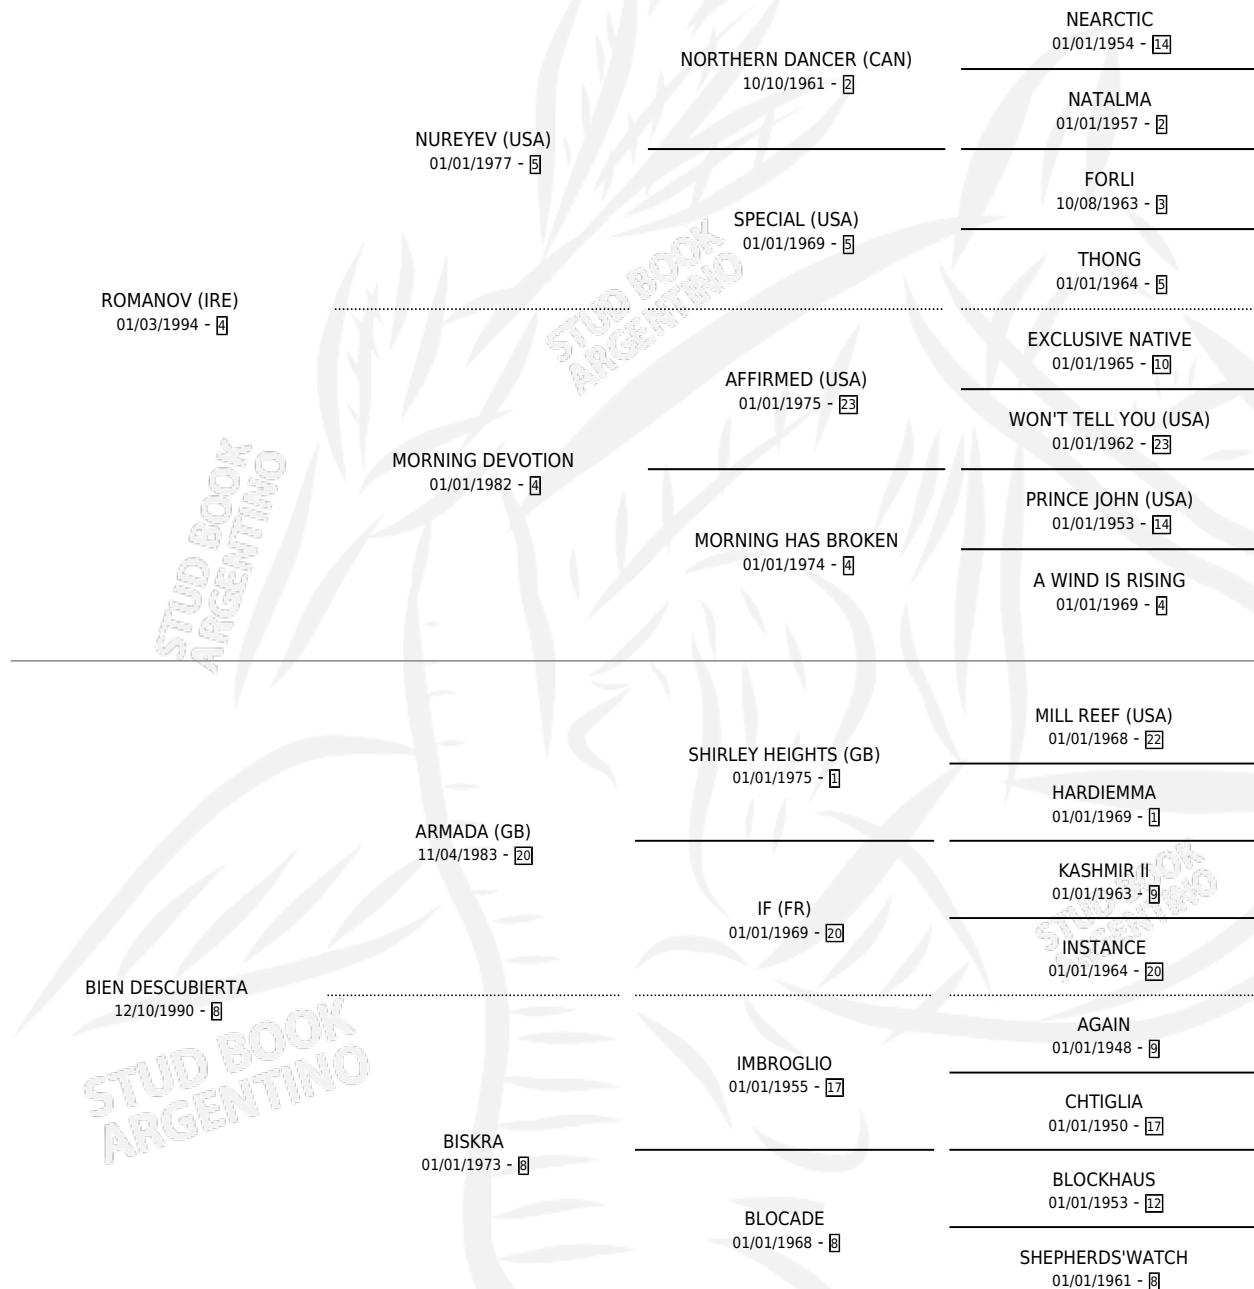 NEARCTIC
01/01/1954 - 14
NORTHERN DANCER (CAN)
10/10/1961 - 2
NATALMA
01/01/1957 - 2
NUREYEV (USA)
01/01/1977 - 5
FORLI
10/08/1963 - 3
SPECIAL (USA)
01/01/1969 - 5
THONG
01/01/1964 - 5
ROMANOV (IRE)
01/03/1994 - 4
STUD BOOK
ARGENTINO
EXCLUSIVE NATIVE
01/01/1965 - 10
AFFIRMED (USA)
01/01/1975 - 23
WON'T TELL YOU (USA)
01/01/1962 - 23
MORNING DEVOTION
01/01/1982 - 4
PRINCE JOHN (USA)
01/01/1953 - 14
MORNING HAS BROKEN
01/01/1974 - 4
A WIND IS RISING
01/01/1969 - 4
STUD BOOK
ARGENTINO
MILL REEF (USA)
01/01/1968 - 22
SHIRLEY HEIGHTS (GB)
01/01/1975 - 1
HARDIEMMA
01/01/1969 - 1
ARMADA (GB)
11/04/1983 - 20
KASHMIR II
01/01/1963 - 9
IF (FR)
01/01/1969 - 20
INSTANCE
01/01/1964 - 20
STUD BOOK
ARGENTINO
BIEN DESCUBIERTA
12/10/1990 - 8
AGAIN
01/01/1948 - 9
IMBROGLIO
01/01/1955 - 17
CHTIGLIA
01/01/1950 - 17
STUD BOOK
ARGENTINO
BISKRA
01/01/1973 - 8
BLOCKHAUS
01/01/1953 - 12
BLOCADE
01/01/1968 - 8
SHEPHERDS'WATCH
01/01/1961 - 8